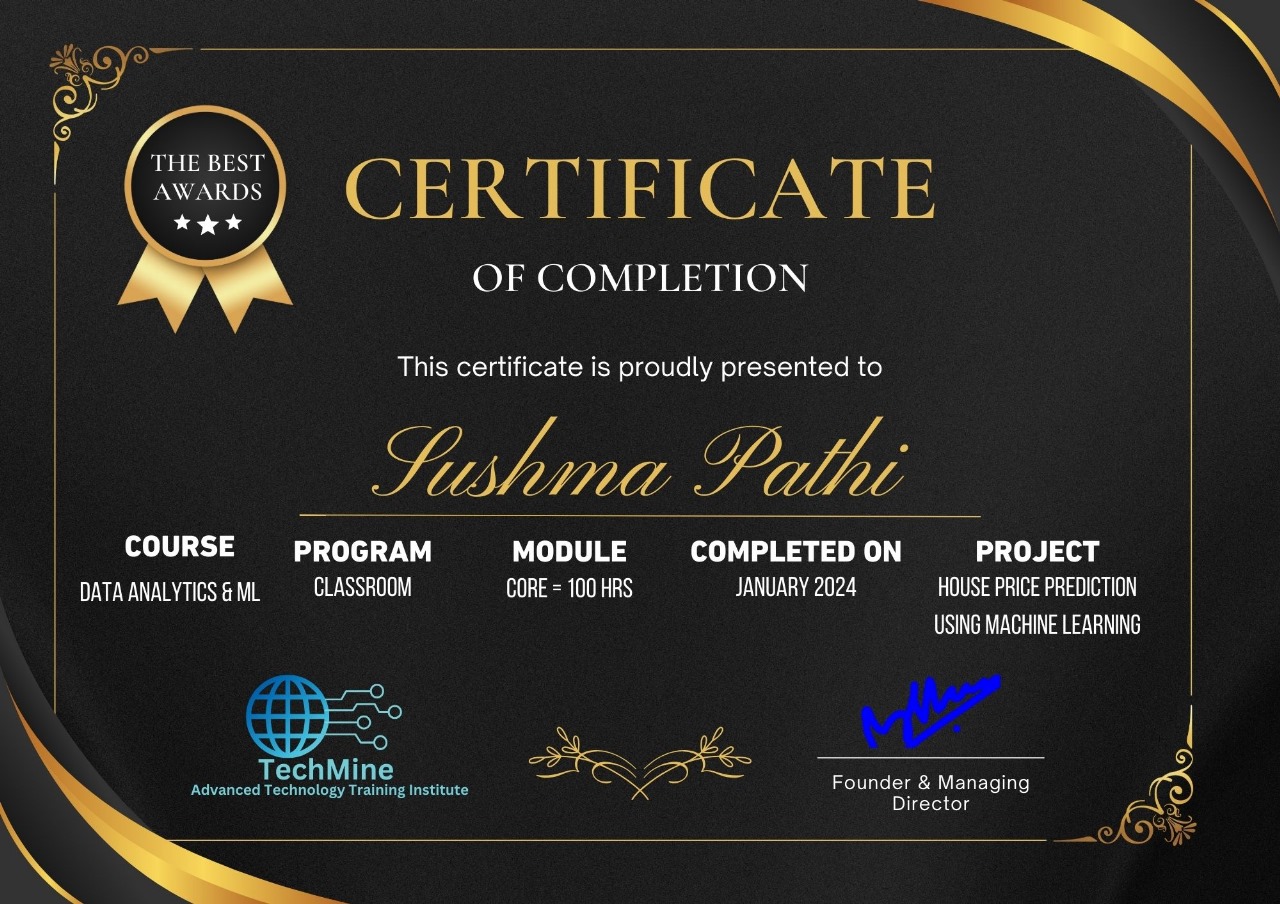 THE BEST
AWARDS
CERTIFICATE
OF COMPLETION
This certificate is proudly presented to
Sushma Pathi
COURSE
DATA ANALYTICS & ML
PROGRAM
CLASSROOM
MODULE
CORE = 100 HRS
COMPLETED ON
JANUARY 2024
PROJECT
HOUSE PRICE PREDICTION
USING MACHINE LEARNING
TechMine
Advanced Technology Training Institute
Founder & Managing
Director